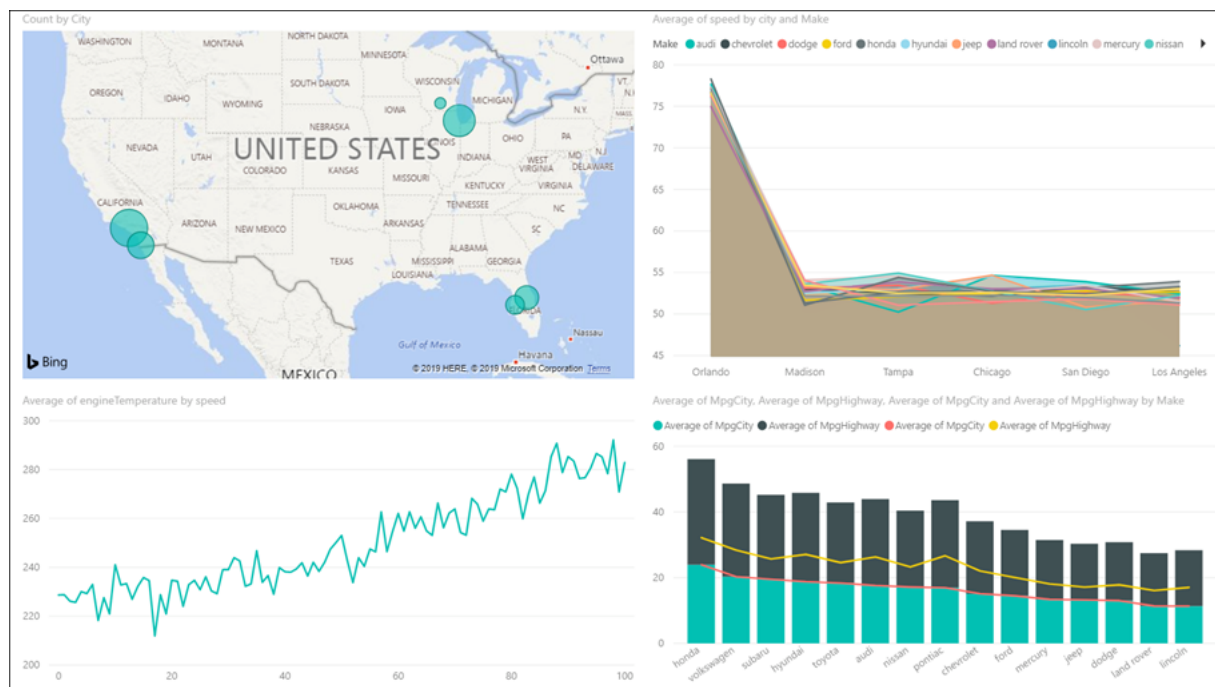 Count by City
WASHINGTON
MONTANA
NORTH DAKOTA
MINNESOTA
Ottawa
OREGON
IDAHO
SOUTH DAKOTA
WISCONSIN
MICHIGAN
VT.
N.H.
WYOMING
IOWA
N.Y.
MASS.
NEBRASKA
NEVADA
UTAH
UNITED STATES
ILLINOIS
OHIO
PA
N.J.
COLORADO
KANSAS
INDIANA
MD
WEST
VIRGINIA
DELAWARE
MISSOURI
CALIFORNIA
KENTUCKY
VIRGINIA
ARIZONA
NEW MEXICO
OKLAHOMA
ARKANSAS
TENNESSEE
NC
SC
TEXAS
MISSISSIPPI
ALABAMA
GEORGIA
LOUISIANA
FLORIDA
Gulf of Mexico
Nassau
Havana
MEXICO
Bing
© 2019 HERE, © 2019 Microsoft Corporation Terms
Average of speed by city and Make
Make audi chevrolet dodge ford honda hyundai jeep land rover lincoln mercury nissan
80
75
70
65
60
55
50
45
Orlando Madison Tampa Chicago San Diego Los Angeles
Average of engineTemperature by speed
300
280
260
240
220
200
0 20 40 60 80 100
Average of MpgCity, Average of MpgHighway, Average of MpgCity and Average of MpgHighway by Make
Average of MpgCity Average of MpgHighway Average of MpgCity Average of MpgHighway
60
40
20
0
honda volkswagen subaru hyundai toyota audi nissan pontiac chevrolet ford mercury jeep dodge land rover lincoln